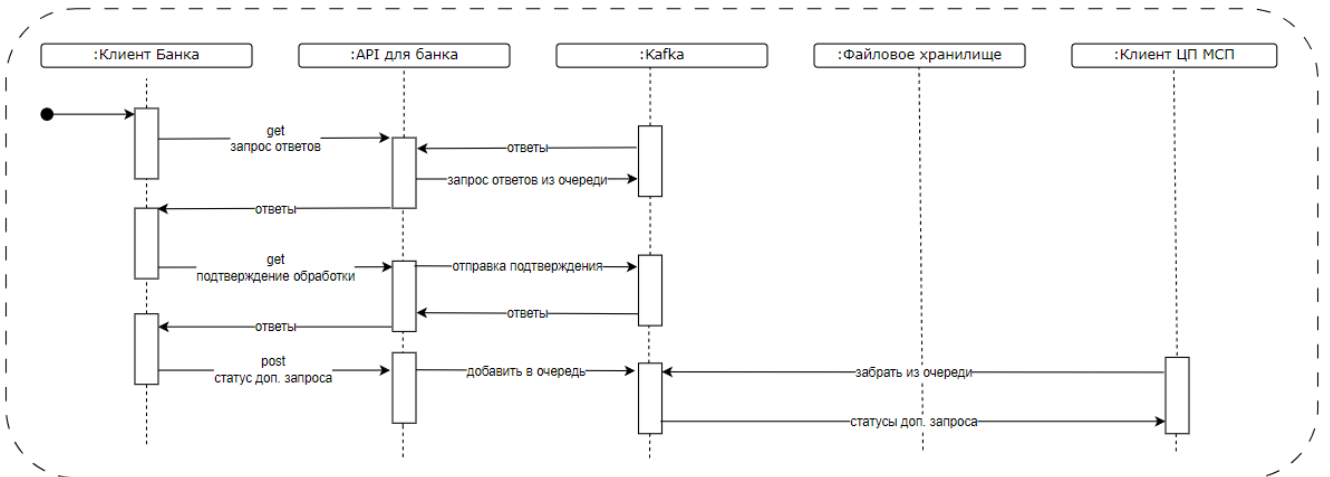 :Клиент Банка
:API для банка
:Kafka
:Файловое хранилище
:Клиент ЦП МСП
get
запрос ответов
ответы
запрос ответов из очереди
ответы
get
подтверждение обработки
отправка подтверждения
ответы
ответы
post
статус доп. запроса
добавить в очередь
забрать из очереди
статусы доп. запроса